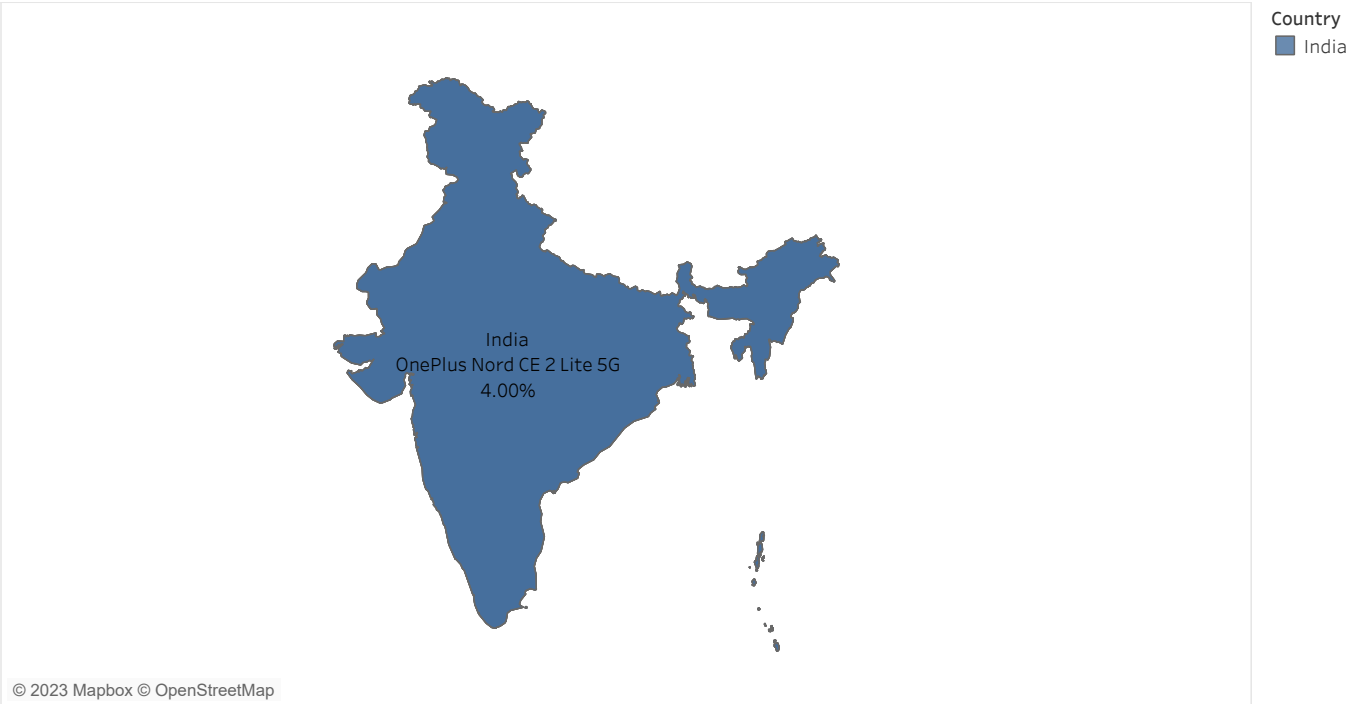 Country
India
India
OnePlus Nord CE 2 Lite 5G
4.00%
© 2023 Mapbox © OpenStreetMap